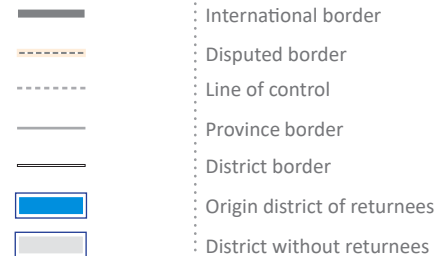 International border
Disputed border
Line of control
Province border
District border
Origin district of returnees
District without returnees